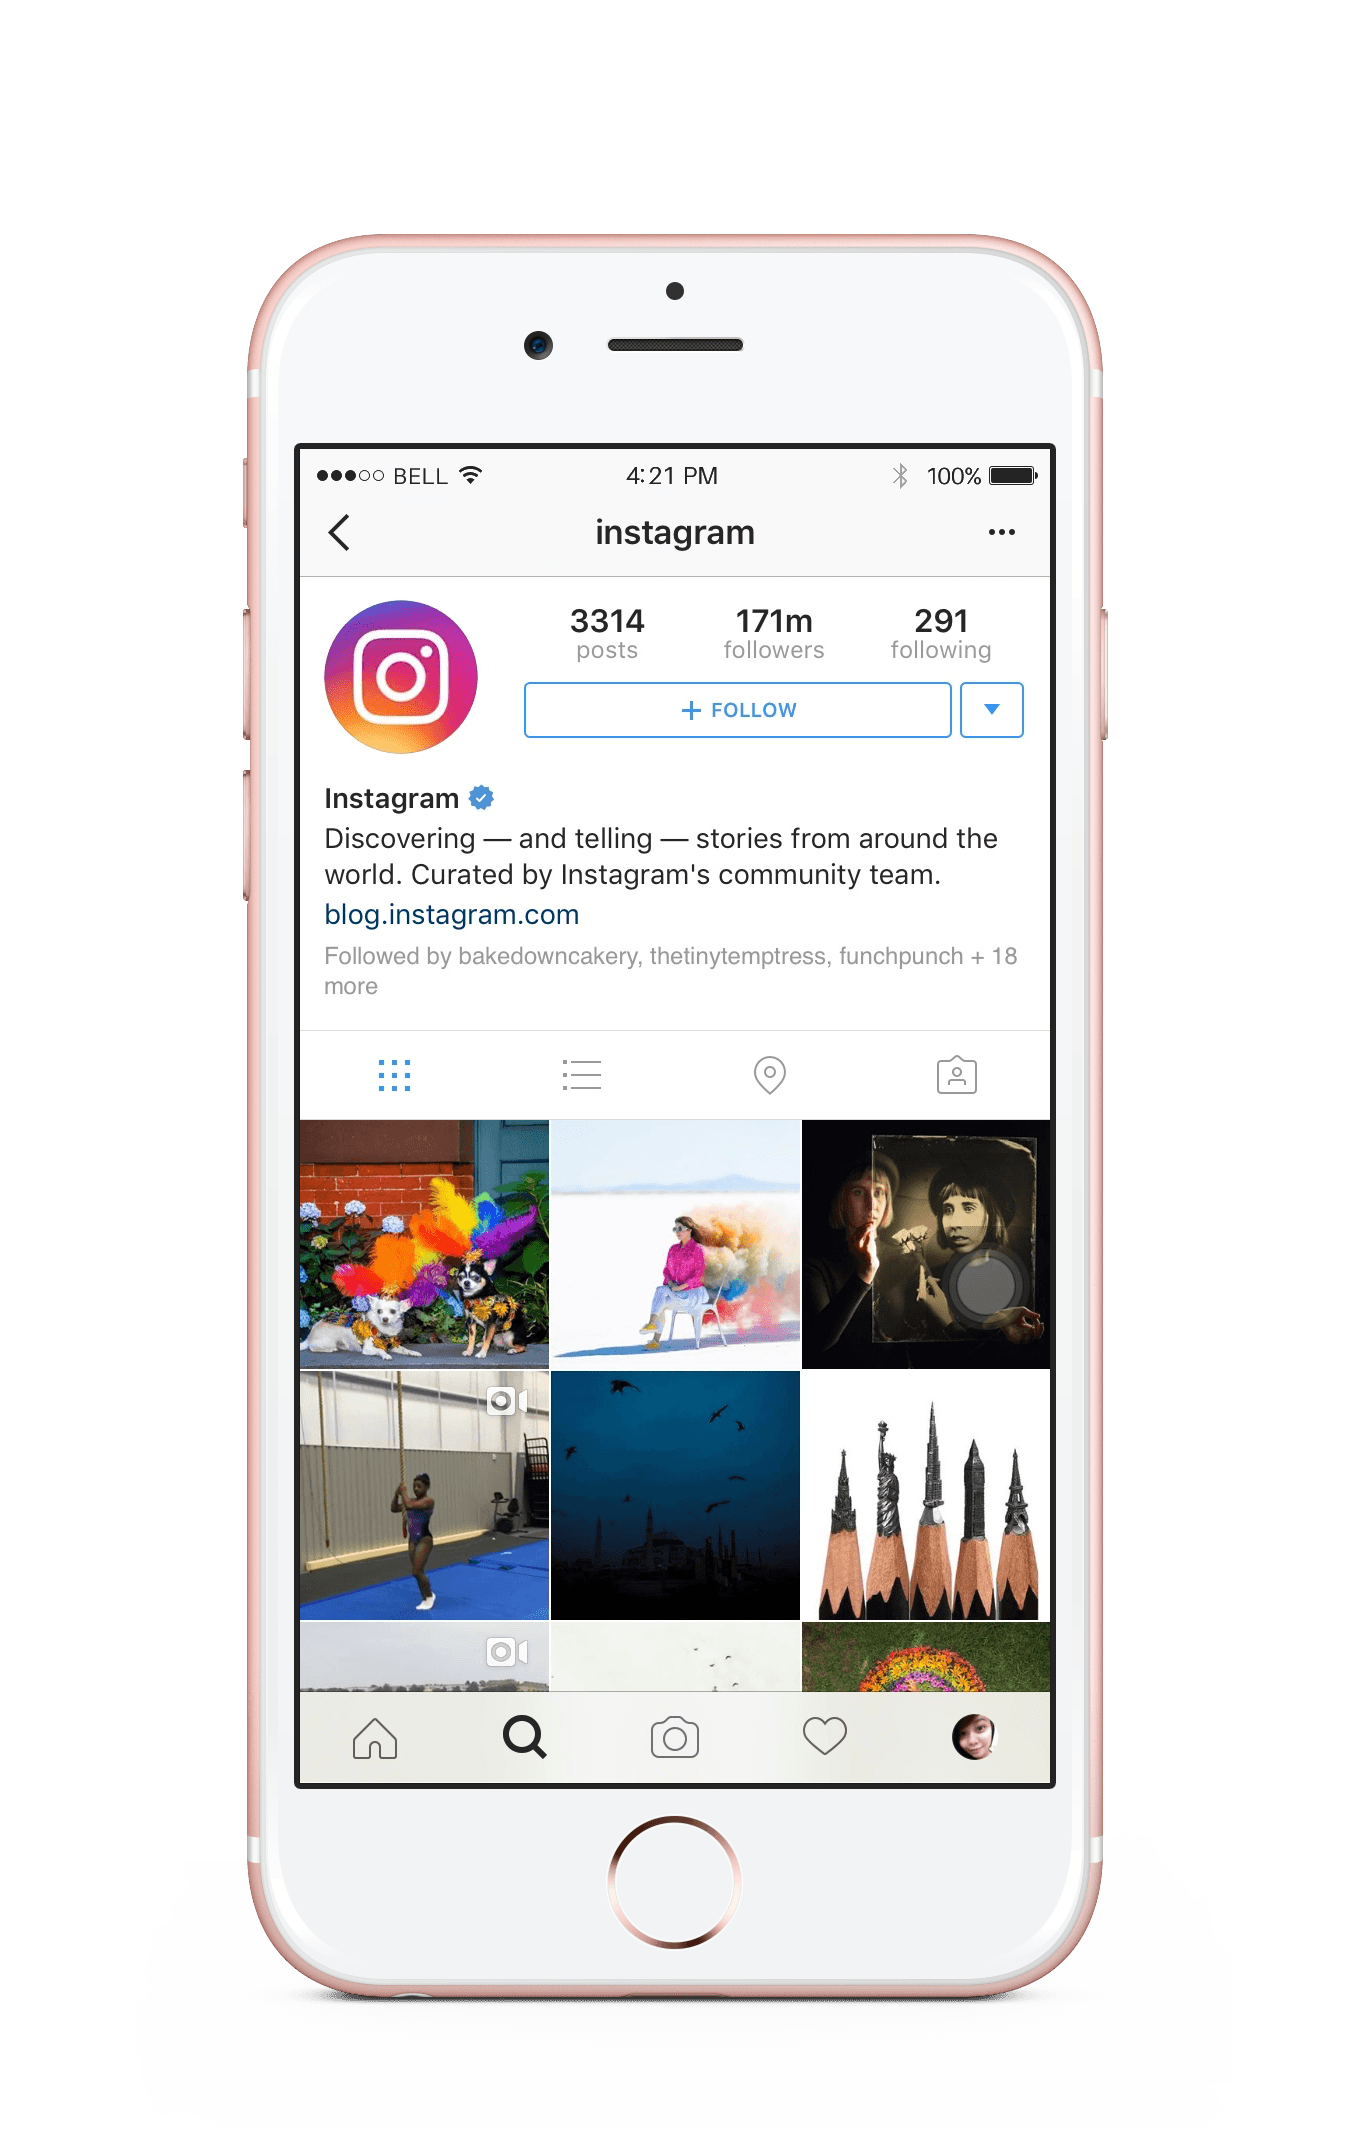 BELL 4:21 PM 100%
instagram
3314 171m 291
posts followers following
+ FOLLOW
Instagram
Discovering — and telling — stories from around the
world. Curated by Instagram's community team.
blog.instagram.com
Followed by bakedowncakery, thetinytemptress, funchpunch + 18
more